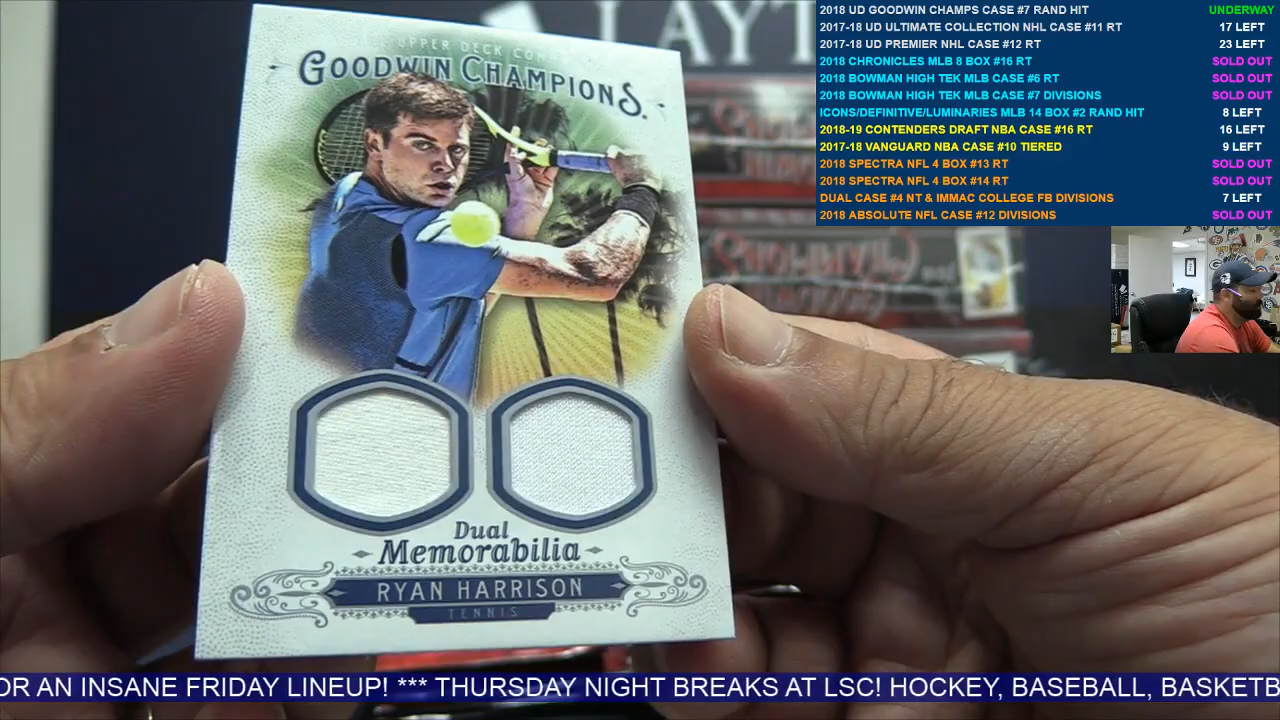 UPPER DECK COM
GOODWIN CHAMPIONS.
Dual
Memorabilia
RYAN HARRISON
TENNIS
LAYT
2018 UD GOODWIN CHAMPS CASE #7 RAND HIT UNDERWAY
2017-18 UD ULTIMATE COLLECTION NHL CASE #11 RT 17 LEFT
2017-18 UD PREMIER NHL CASE #12 RT 23 LEFT
2018 CHRONICLES MLB 8 BOX #16 RT SOLD OUT
2018 BOWMAN HIGH TEK MLB CASE #6 RT SOLD OUT
2018 BOWMAN HIGH TEK MLB CASE #7 DIVISIONS SOLD OUT
ICONS/DEFINITIVE/LUMINARIES MLB 14 BOX #2 RAND HIT 8 LEFT
2018-19 CONTENDERS DRAFT NBA CASE #16 RT 16 LEFT
2017-18 VANGUARD NBA CASE #10 TIERED 9 LEFT
2018 SPECTRA NFL 4 BOX #13 RT SOLD OUT
2018 SPECTRA NFL 4 BOX #14 RT SOLD OUT
DUAL CASE #4 NT & IMMAC COLLEGE FB DIVISIONS 7 LEFT
2018 ABSOLUTE NFL CASE #12 DIVISIONS SOLD OUT
OR AN INSANE FRIDAY LINEUP! *** THURSDAY NIGHT BREAKS AT LSC! HOCKEY, BASEBALL, BASKETB